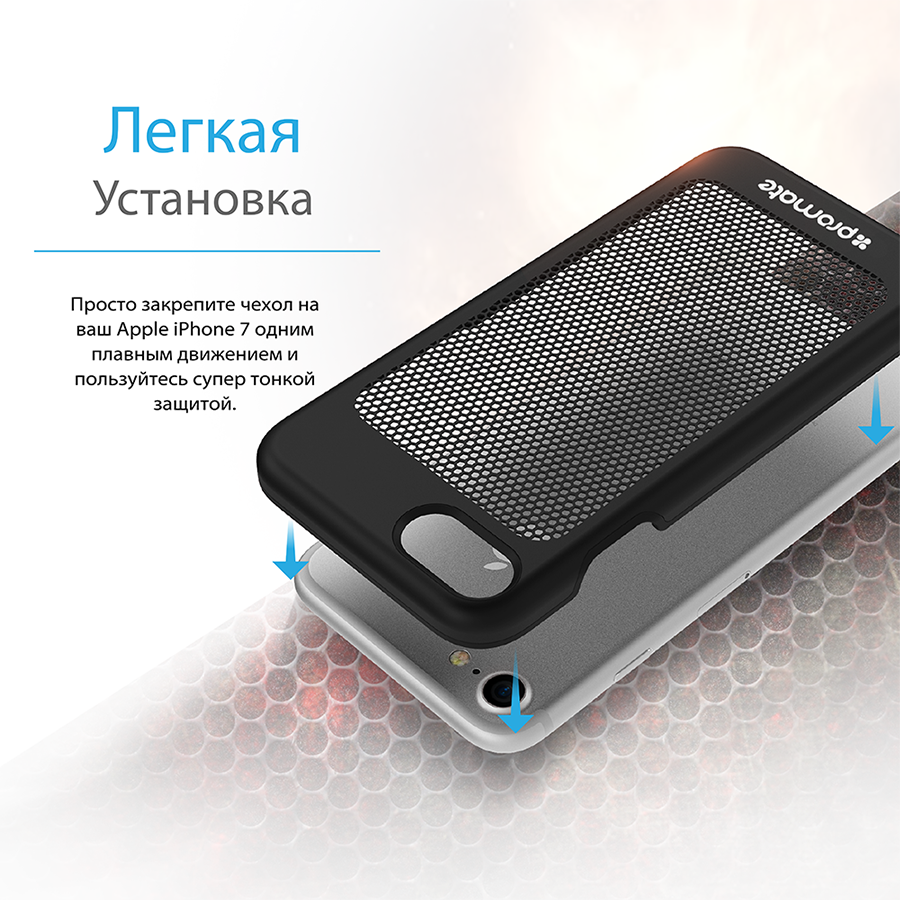 Легкая
Установка
Просто закрепите чехол на
ваш Apple iPhone 7 одним
плавным движением и
пользуйтесь супер тонкой
защитой.
promate